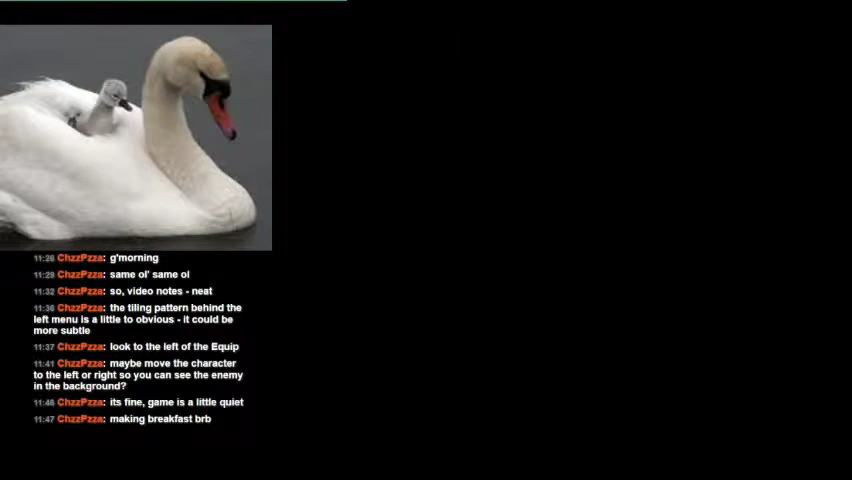 11:28 ChzzPzza: g'morning
11:29 ChzzPzza: same ol' same ol
11:32 ChzzPzza: so, video notes - neat
11:36 ChzzPzza: the tiling pattern behind the
left menu is a little to obvious - it could be
more subtle
11:37 ChzzPzza: look to the left of the Equip
11:41 ChzzPzza: maybe move the character
to the left or right so you can see the enemy
in the background?
11:46 ChzzPzza: its fine, game is a little quiet
11:47 ChzzPzza: making breakfast brb